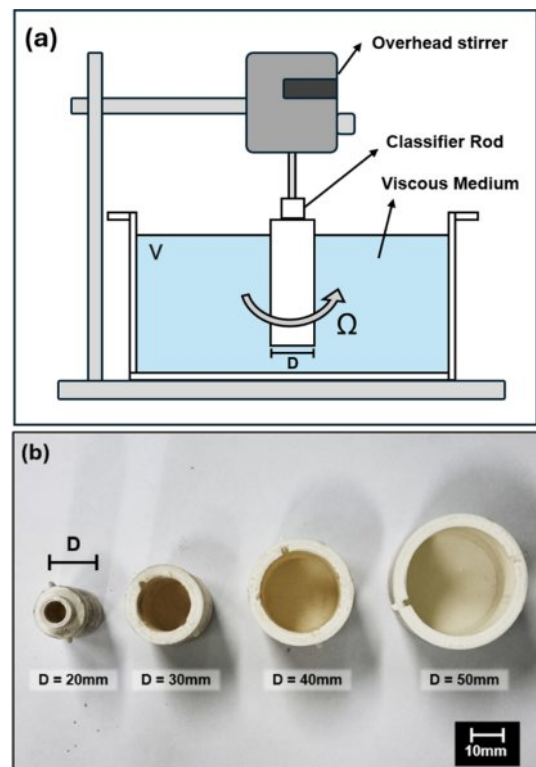 (a)
Overhead stirrer
Classifier Rod
Viscous Medium
V
Ω
D
(b)
D
D = 20mm
D = 30mm
D = 40mm
D = 50mm
10mm